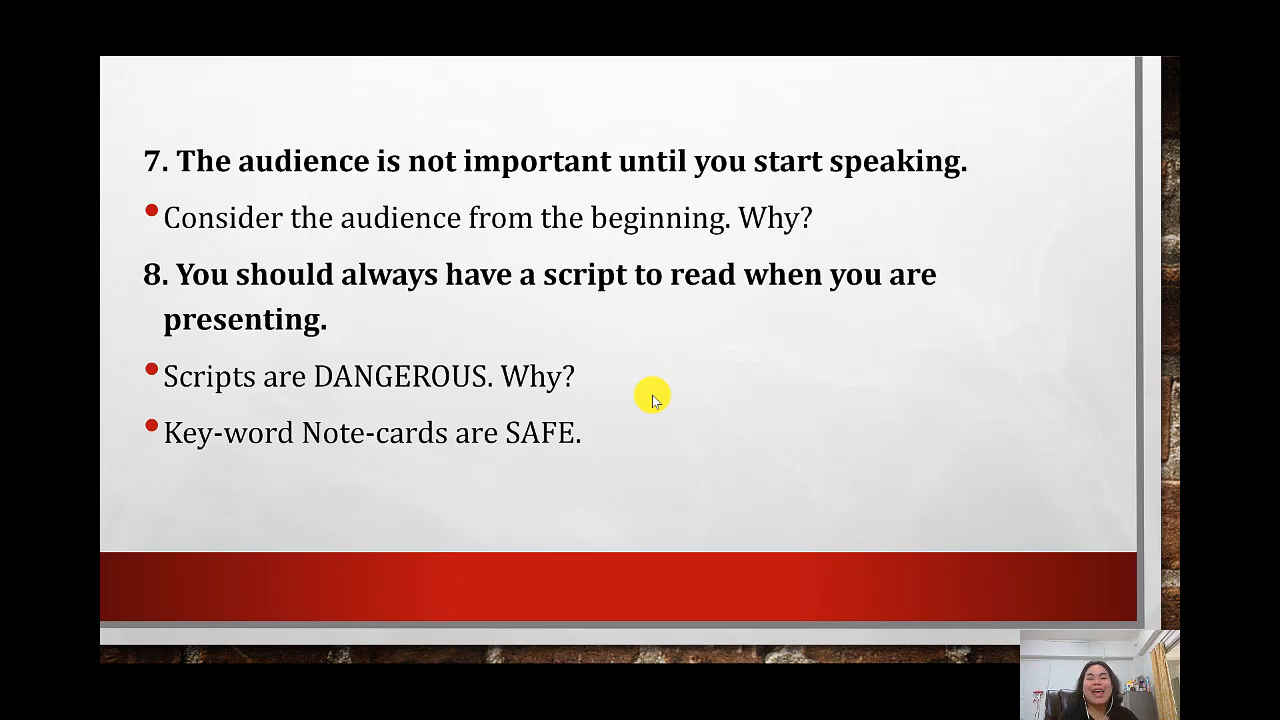 7. The audience is not important until you start speaking.
Consider the audience from the beginning. Why?
8. You should always have a script to read when you are
presenting.
Scripts are DANGEROUS. Why?
Key-word Note-cards are SAFE.